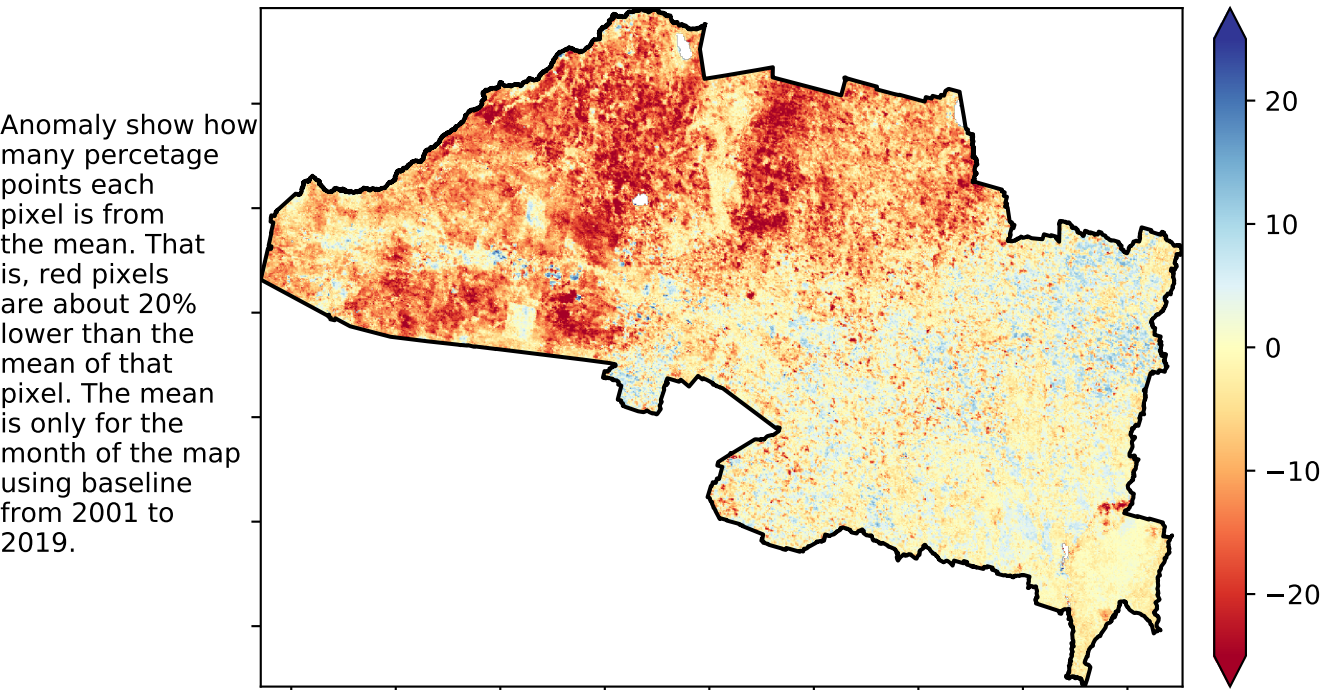 Anomaly show how
many percetage
points each
pixel is from
the mean. That
is, red pixels
are about 20%
lower than the
mean of that
pixel. The mean
is only for the
month of the map
using baseline
from 2001 to
2019.
20
10
0
−10
−20